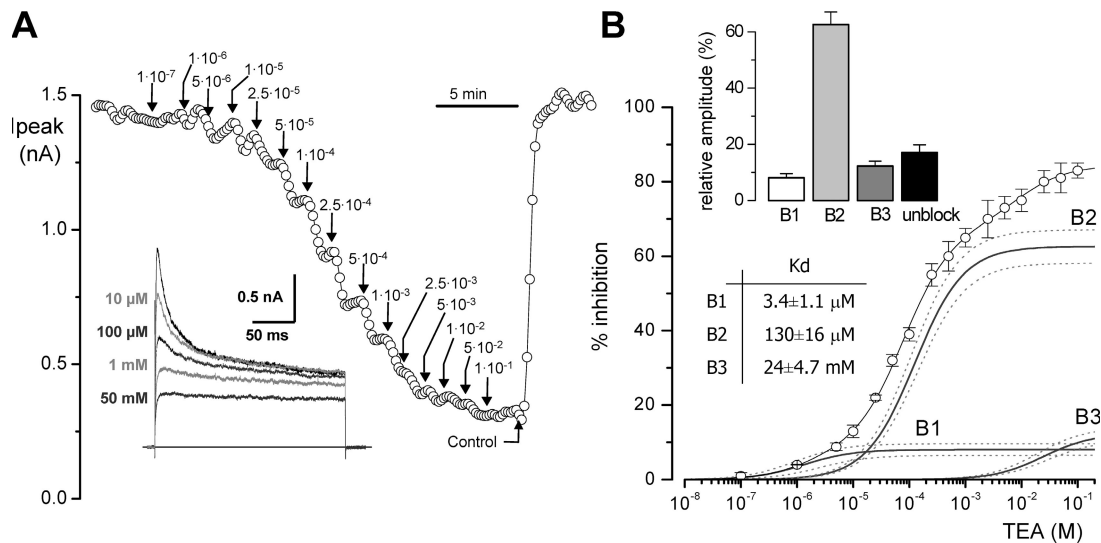 A
1·10-7
1·10-6
5·10-6
1·10-5
2.5·10-5
5·10-5
1·10-4
2.5·10-4
5·10-4
1·10-3
2.5·10-3
5·10-3
1·10-2
5·10-2
1·10-1
Control
5 min
1.5
1.0
0.5
0.0
Ipeak
(nA)
10 µM
100 µM
1 mM
50 mM
0.5 nA
50 ms
B
relative amplitude (%)
60
40
20
0
B1
B2
B3
unblock
% inhibition
100
80
60
40
20
0
Kd
B1 3.4±1.1 µM
B2 130±16 µM
B3 24±4.7 mM
B2
B1
B3
10-8
10-7
10-6
10-5
10-4
10-3
10-2
10-1
TEA (M)